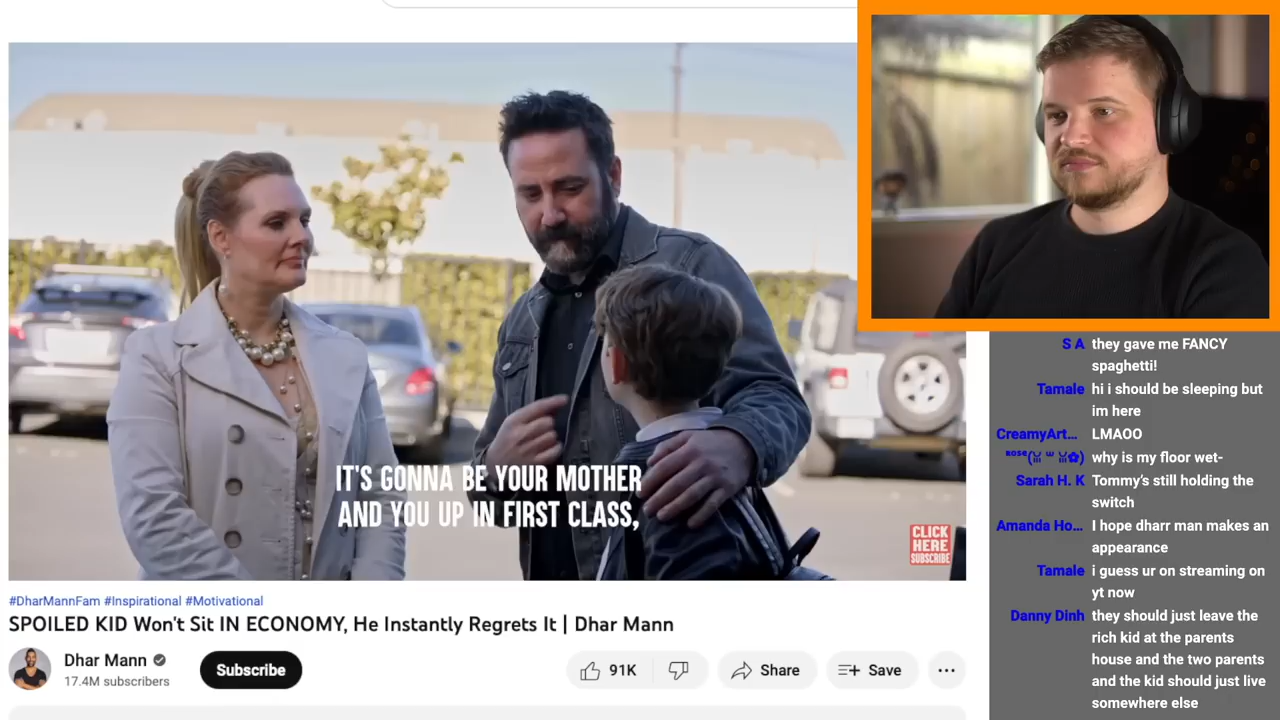 IT'S GONNA BE YOUR MOTHER
AND YOU UP IN FIRST CLASS,
CLICK
HERE
SUBSCRIBE
#DharMannFam #Inspirational #Motivational
SPOILED KID Won't Sit IN ECONOMY, He Instantly Regrets It | Dhar Mann
Dhar Mann
17.4M subscribers
Subscribe
91K
Share
Save
S A they gave me FANCY
spaghetti!
Tamale hi i should be sleeping but
im here
CreamyArt... LMAOO
why is my floor wet-
Sarah H. K Tommy's still holding the
switch
Amanda Ho... I hope dharr man makes an
appearance
Tamale i guess ur on streaming on
yt now
Danny Dinh they should just leave the
rich kid at the parents
house and the two parents
and the kid should just live
somewhere else